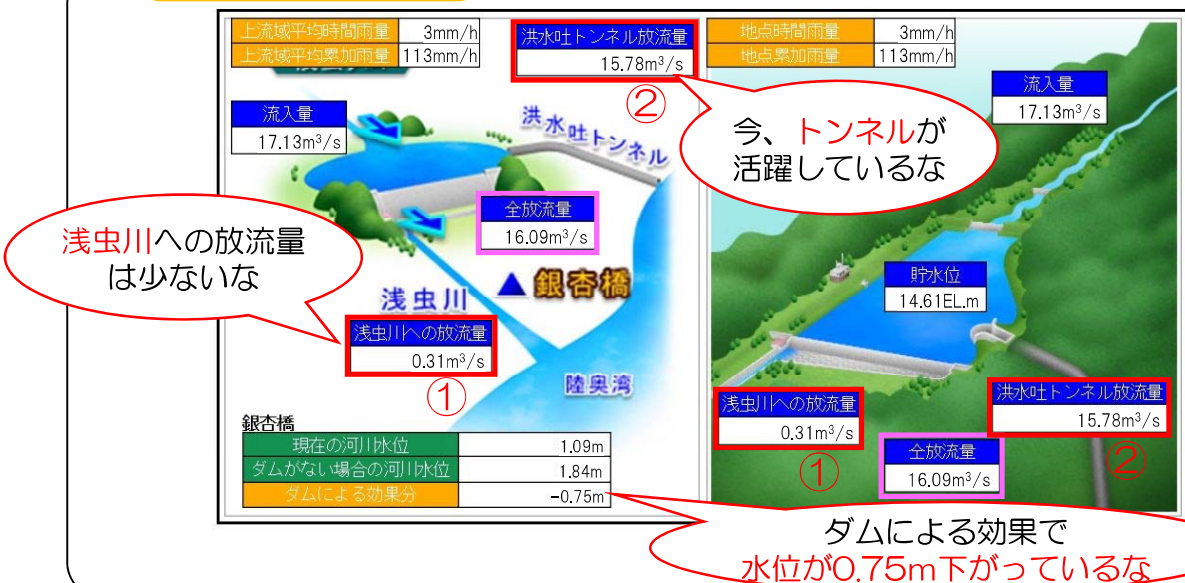 上流域平均時間雨量 3mm/h
上流域平均累加雨量 113mm/h
洪水吐トンネル放流量
15.78m³/s
②
流入量
17.13m³/s
洪水吐トンネル
今、トンネルが
活躍しているな
全放流量
16.09m³/s
浅虫川への放流量
は少ないな
浅虫川
▲銀杏橋
浅虫川への放流量
0.31m³/s
①
陸奥湾
銀杏橋
現在の河川水位 1.09m
ダムがない場合の河川水位 1.84m
ダムによる効果分 -0.75m
地点時間雨量 3mm/h
地点累加雨量 113mm/h
流入量
17.13m³/s
貯水位
14.61EL.m
浅虫川への放流量
0.31m³/s
①
洪水吐トンネル放流量
15.78m³/s
②
全放流量
16.09m³/s
ダムによる効果で
水位が0.75m下がっているな